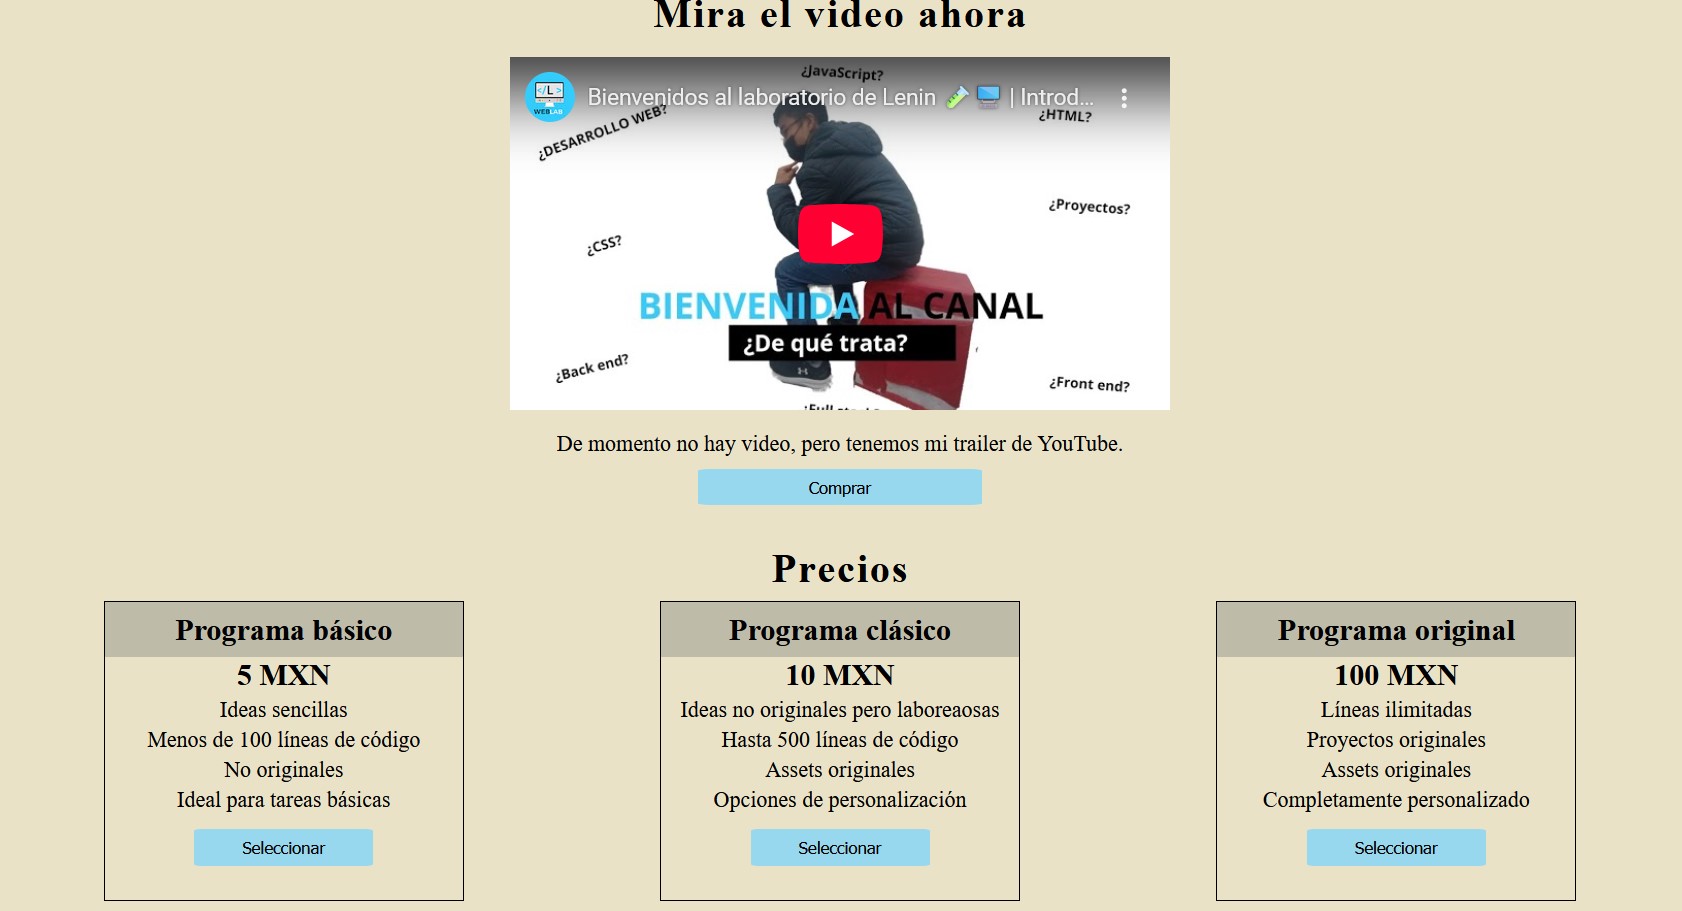 Mira el video ahora
¿JavaScript?
</>L
WEBLAB
Bienvenidos al laboratorio de Lenin 🧪🖥️ | Introd...
¿DESARROLLO WEB?
¿HTML?
¿Proyectos?
¿CSS?
BIENVENIDA AL CANAL
¿De qué trata?
¿Back end?
¿Front end?
De momento no hay video, pero tenemos mi trailer de YouTube.
Comprar
Precios
Programa básico
5 MXN
Ideas sencillas
Menos de 100 líneas de código
No originales
Ideal para tareas básicas
Seleccionar
Programa clásico
10 MXN
Ideas no originales pero laboreaosas
Hasta 500 líneas de código
Assets originales
Opciones de personalización
Seleccionar
Programa original
100 MXN
Líneas ilimitadas
Proyectos originales
Assets originales
Completamente personalizado
Seleccionar